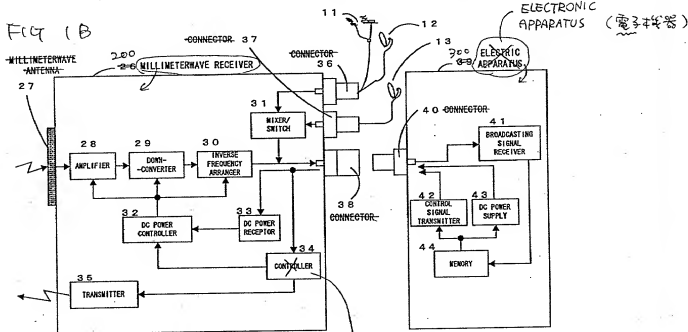 FIG 1B
ELECTRONIC
APPARATUS (電子機器)
11
12
13
CONNECTOR 37
CONNECTOR
36
MILLIMETERWAVE
ANTENNA
27
200
26 MILLIMETERWAVE RECEIVER
300
39 ELECTRIC
APPARATUS
31
MIXER/
SWITCH
40 CONNECTOR
41
BROADCASTING
SIGNAL
RECEIVER
28
AMPLIFIER
29
DOWN-
-CONVERTER
30
INVERSE
FREQUENCY
ARRANGER
38
CONNECTOR
42
CONTROL
SIGNAL
TRANSMITTER
43
DC POWER
SUPPLY
32
DC POWER
CONTROLLER
33
DC POWER
RECEPTOR
34
CONTROLLER
44
MEMORY
35
TRANSMITTER